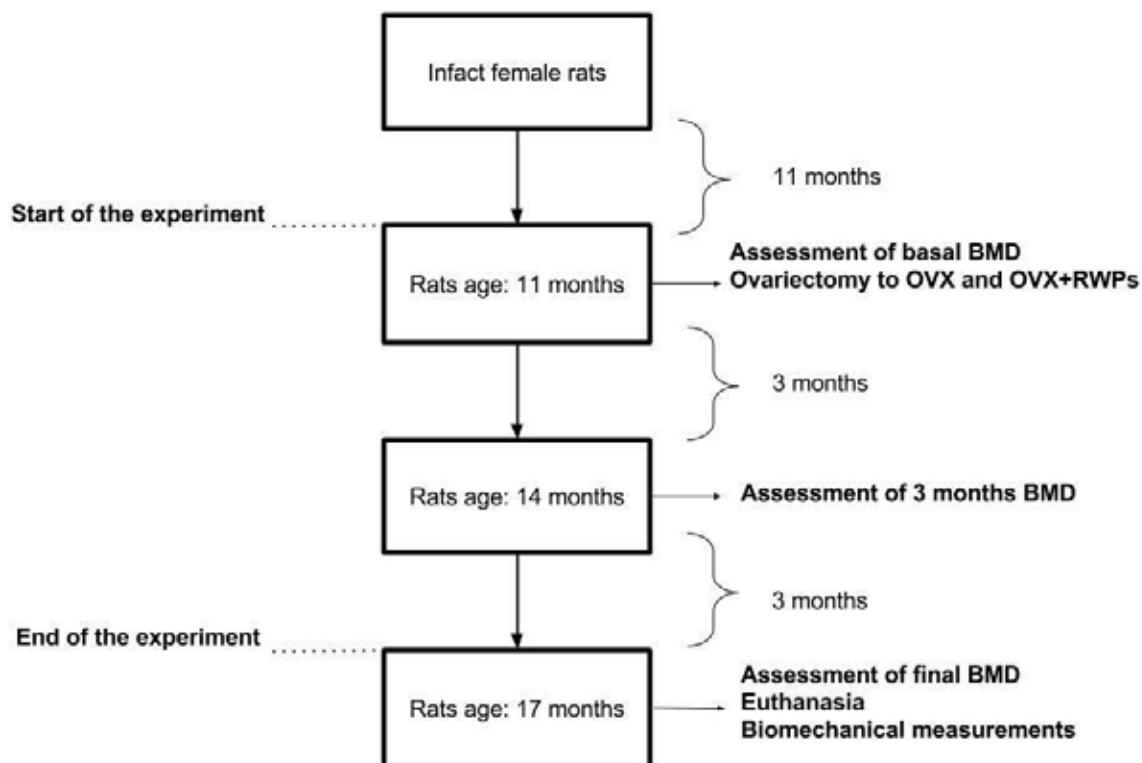 Infact female rats
11 months
Start of the experiment
Rats age: 11 months
Assessment of basal BMD
Ovariectomy to OVX and OVX+RWPs
3 months
Rats age: 14 months
Assessment of 3 months BMD
3 months
End of the experiment
Rats age: 17 months
Assessment of final BMD
Euthanasia
Biomechanical measurements